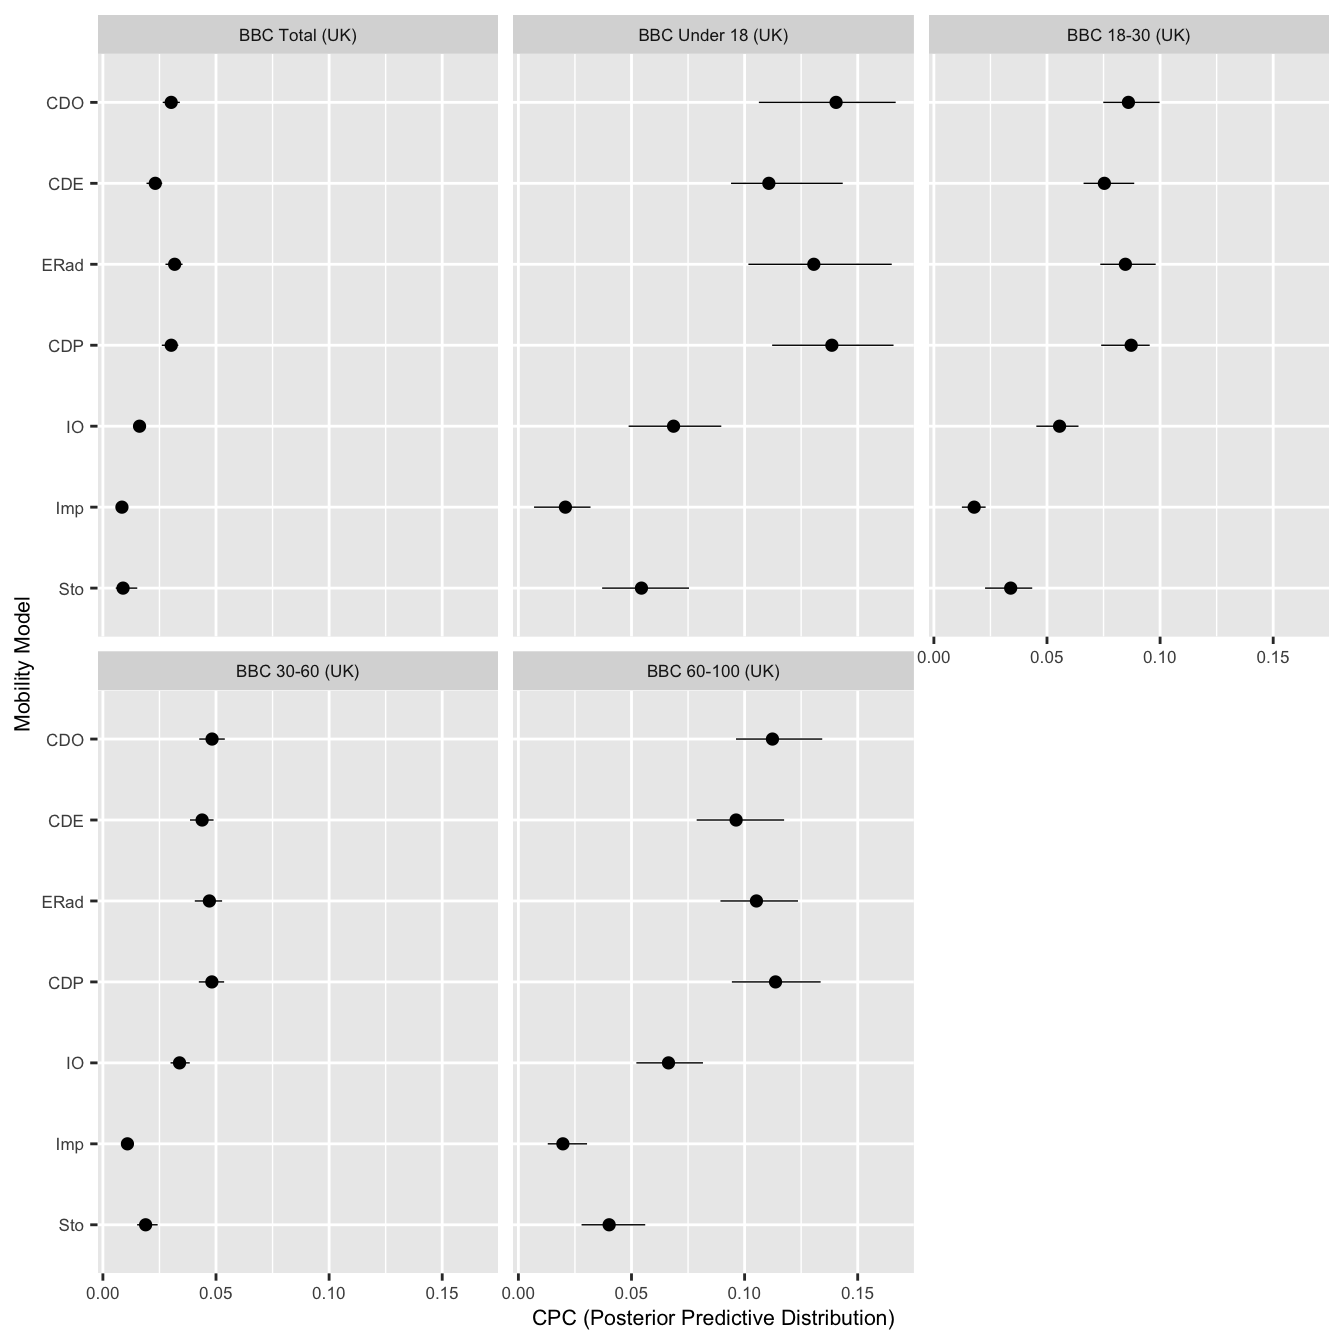 BBC Total (UK)
BBC Under 18 (UK)
BBC 18-30 (UK)
CDO
CDE
ERad
CDP
IO
Imp
Sto
0.00 0.05 0.10 0.15
BBC 30-60 (UK)
BBC 60-100 (UK)
CDO
CDE
ERad
CDP
IO
Imp
Sto
0.00 0.05 0.10 0.15
0.00 0.05 0.10 0.15
Mobility Model
CPC (Posterior Predictive Distribution)